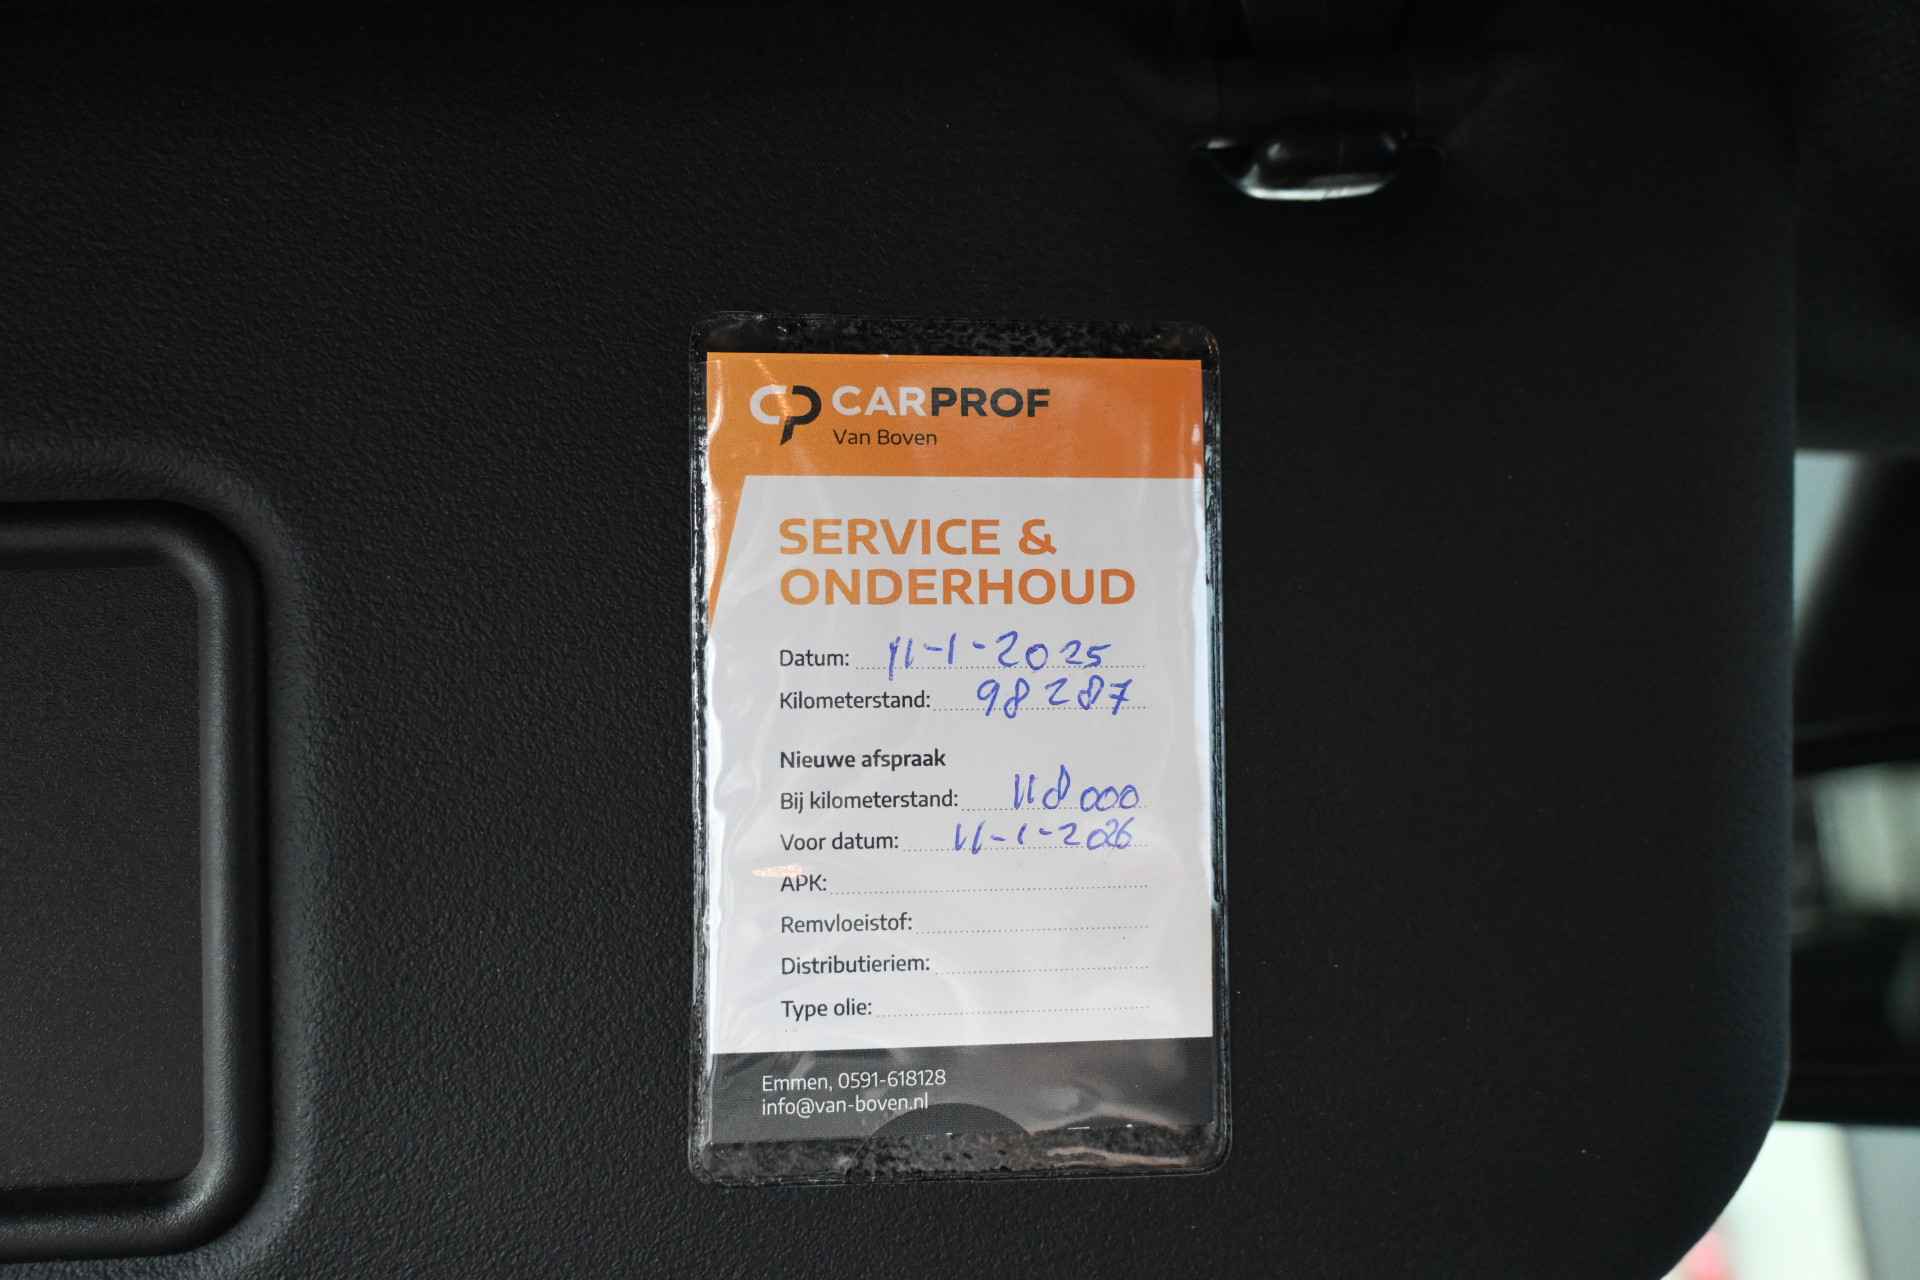 CP CARPROF
Van Boven
SERVICE &
ONDERHOUD
Datum: 11-1-2025
Kilometerstand: 98287
Nieuwe afspraak
Bij kilometerstand: 118000
Voor datum: 11-1-2026
APK:
Remvloeistof:
Distributieriem:
Type olie:
Emmen, 0591-618128
info@van-boven.nl